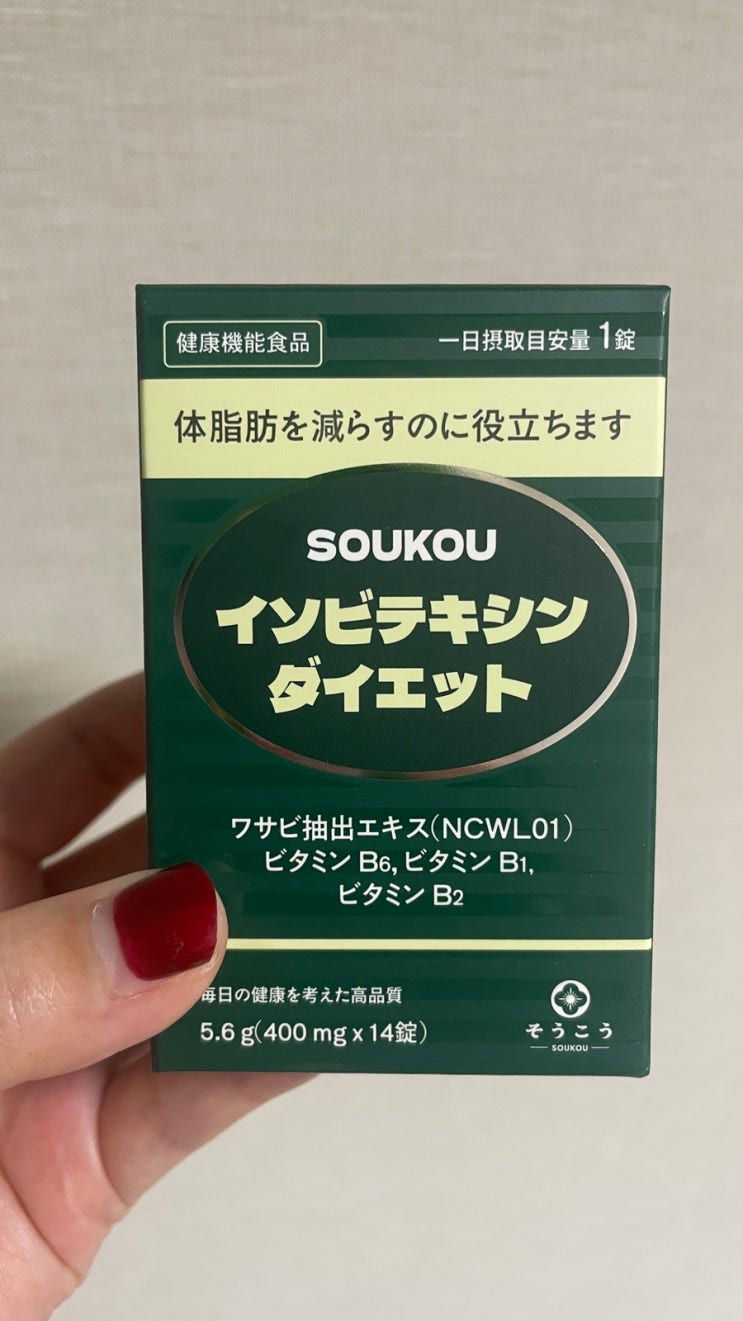 健康機能食品
一日摂取目安量 1錠
体脂肪を減らすのに役立ちます
SOUKOU
イソビテキシン
ダイエット
ワサビ抽出エキス(NCWL01)
ビタミン B6, ビタミン B1,
ビタミン B2
毎日の健康を考えた高品質
5.6 g(400 mg x 14錠)
そうこう
SOUKOU